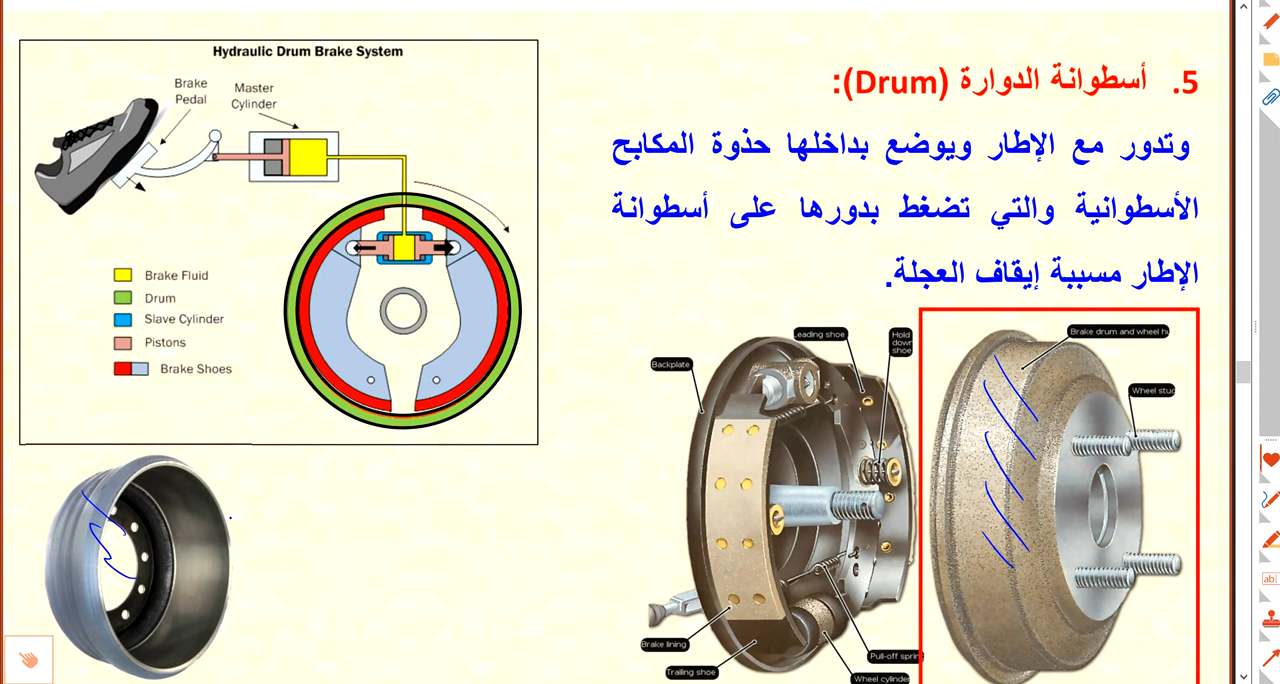 Hydraulic Drum Brake System
Brake
Pedal
Master
Cylinder
Brake Fluid
Drum
Slave Cylinder
Pistons
Brake Shoes
5. أسطوانة الدوارة (Drum):
وتدور مع الإطار ويوضع بداخلها حذوة المكابح
الأسطوانية والتي تضغط بدورها على أسطوانة
الإطار مسببة إيقاف العجلة.
Backplate
eading shoe
Hold
down
shoe
Brake drum and wheel h
Wheel stud
Brake lining
Trailing shoe
Pull-off sprin
Wheel cylinder
ab